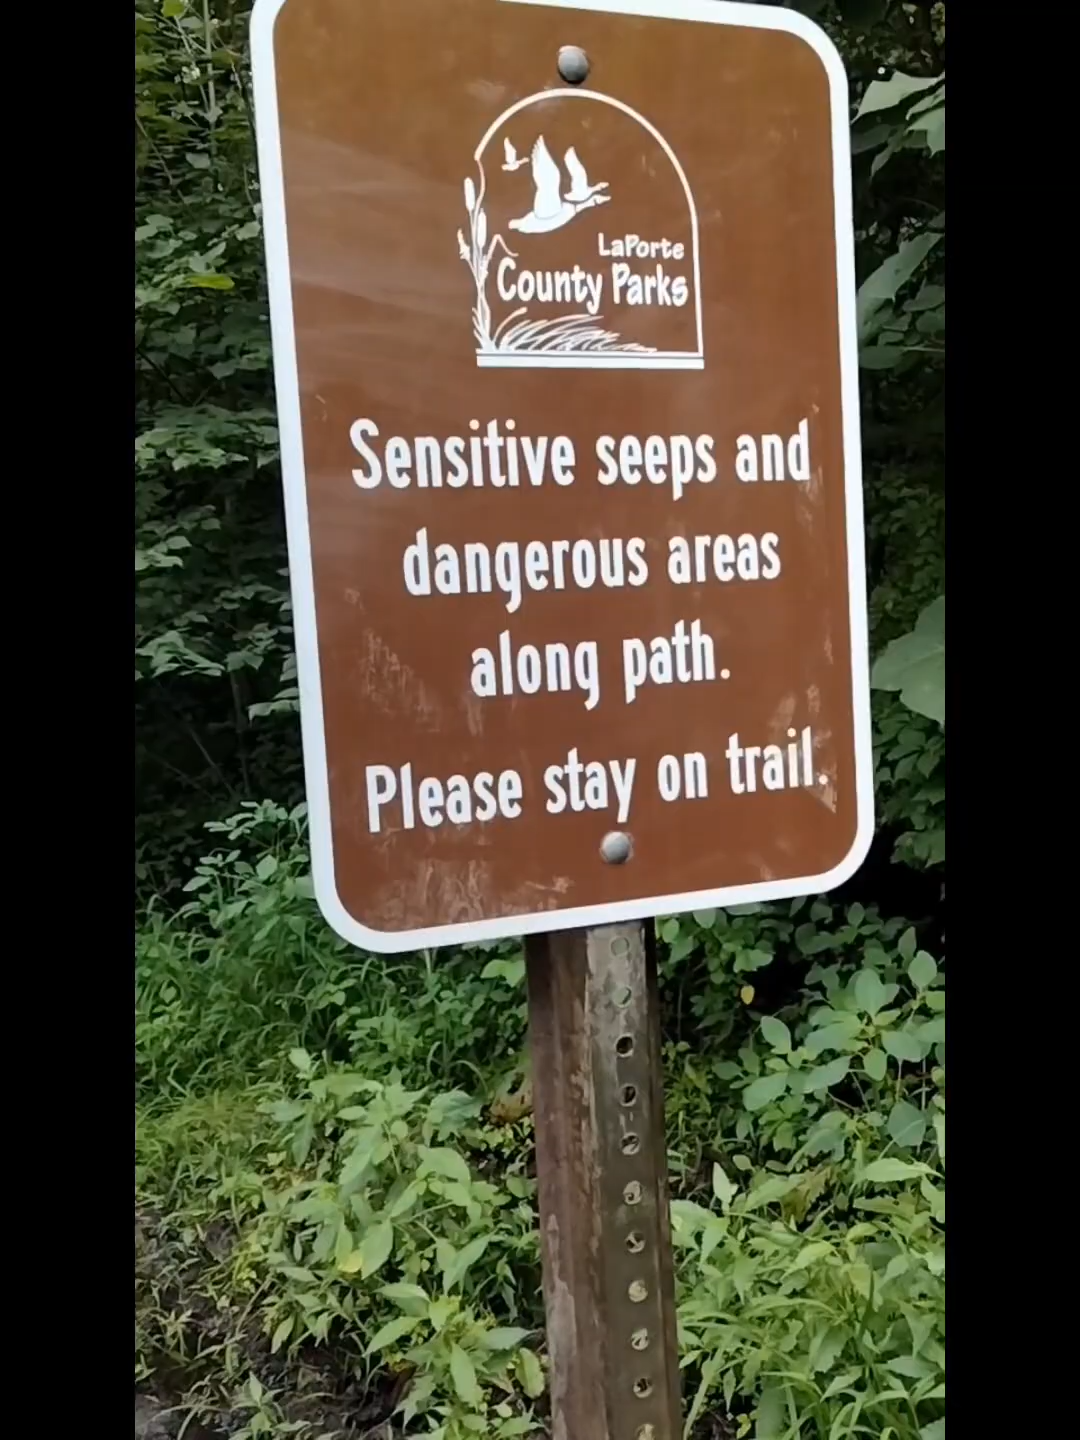 LaPorte
County Parks
Sensitive seeps and
dangerous areas
along path.
Please stay on trail.